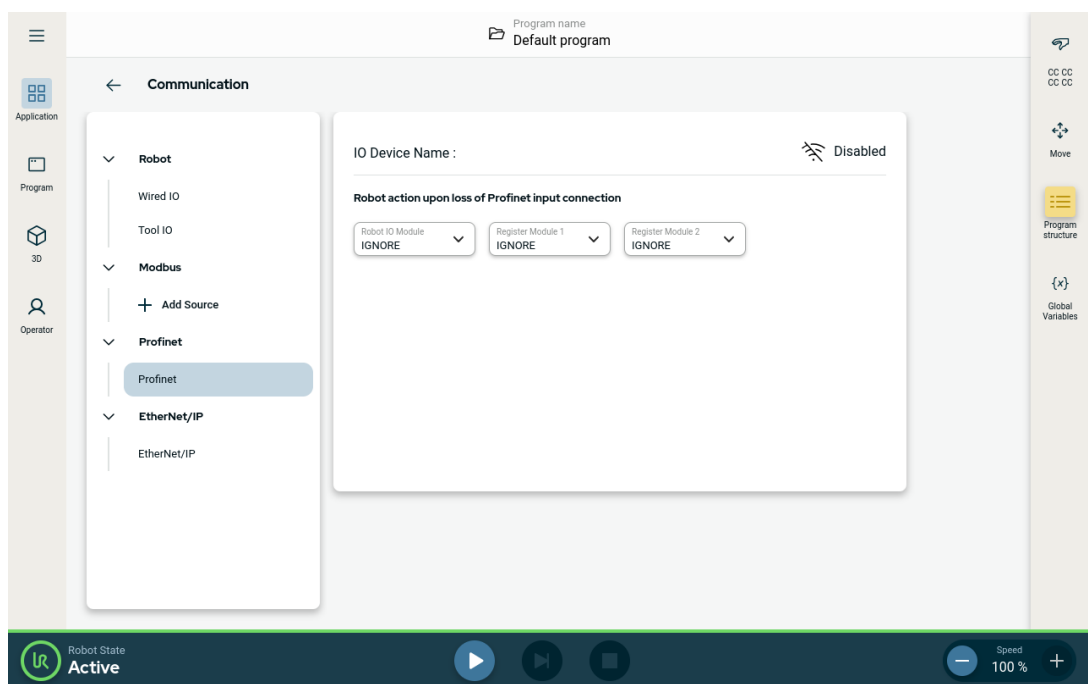 Program name
Default program
Application
Program
3D
Operator
Communication
Robot
Wired IO
Tool IO
Modbus
Add Source
Profinet
Profinet
EtherNet/IP
EtherNet/IP
IO Device Name :
Disabled
Robot action upon loss of Profinet input connection
Robot IO Module
IGNORE
Register Module 1
IGNORE
Register Module 2
IGNORE
CC CC
CC CC
Move
Program
structure
{x}
Global
Variables
UR
Robot State
Active
Speed
100 %